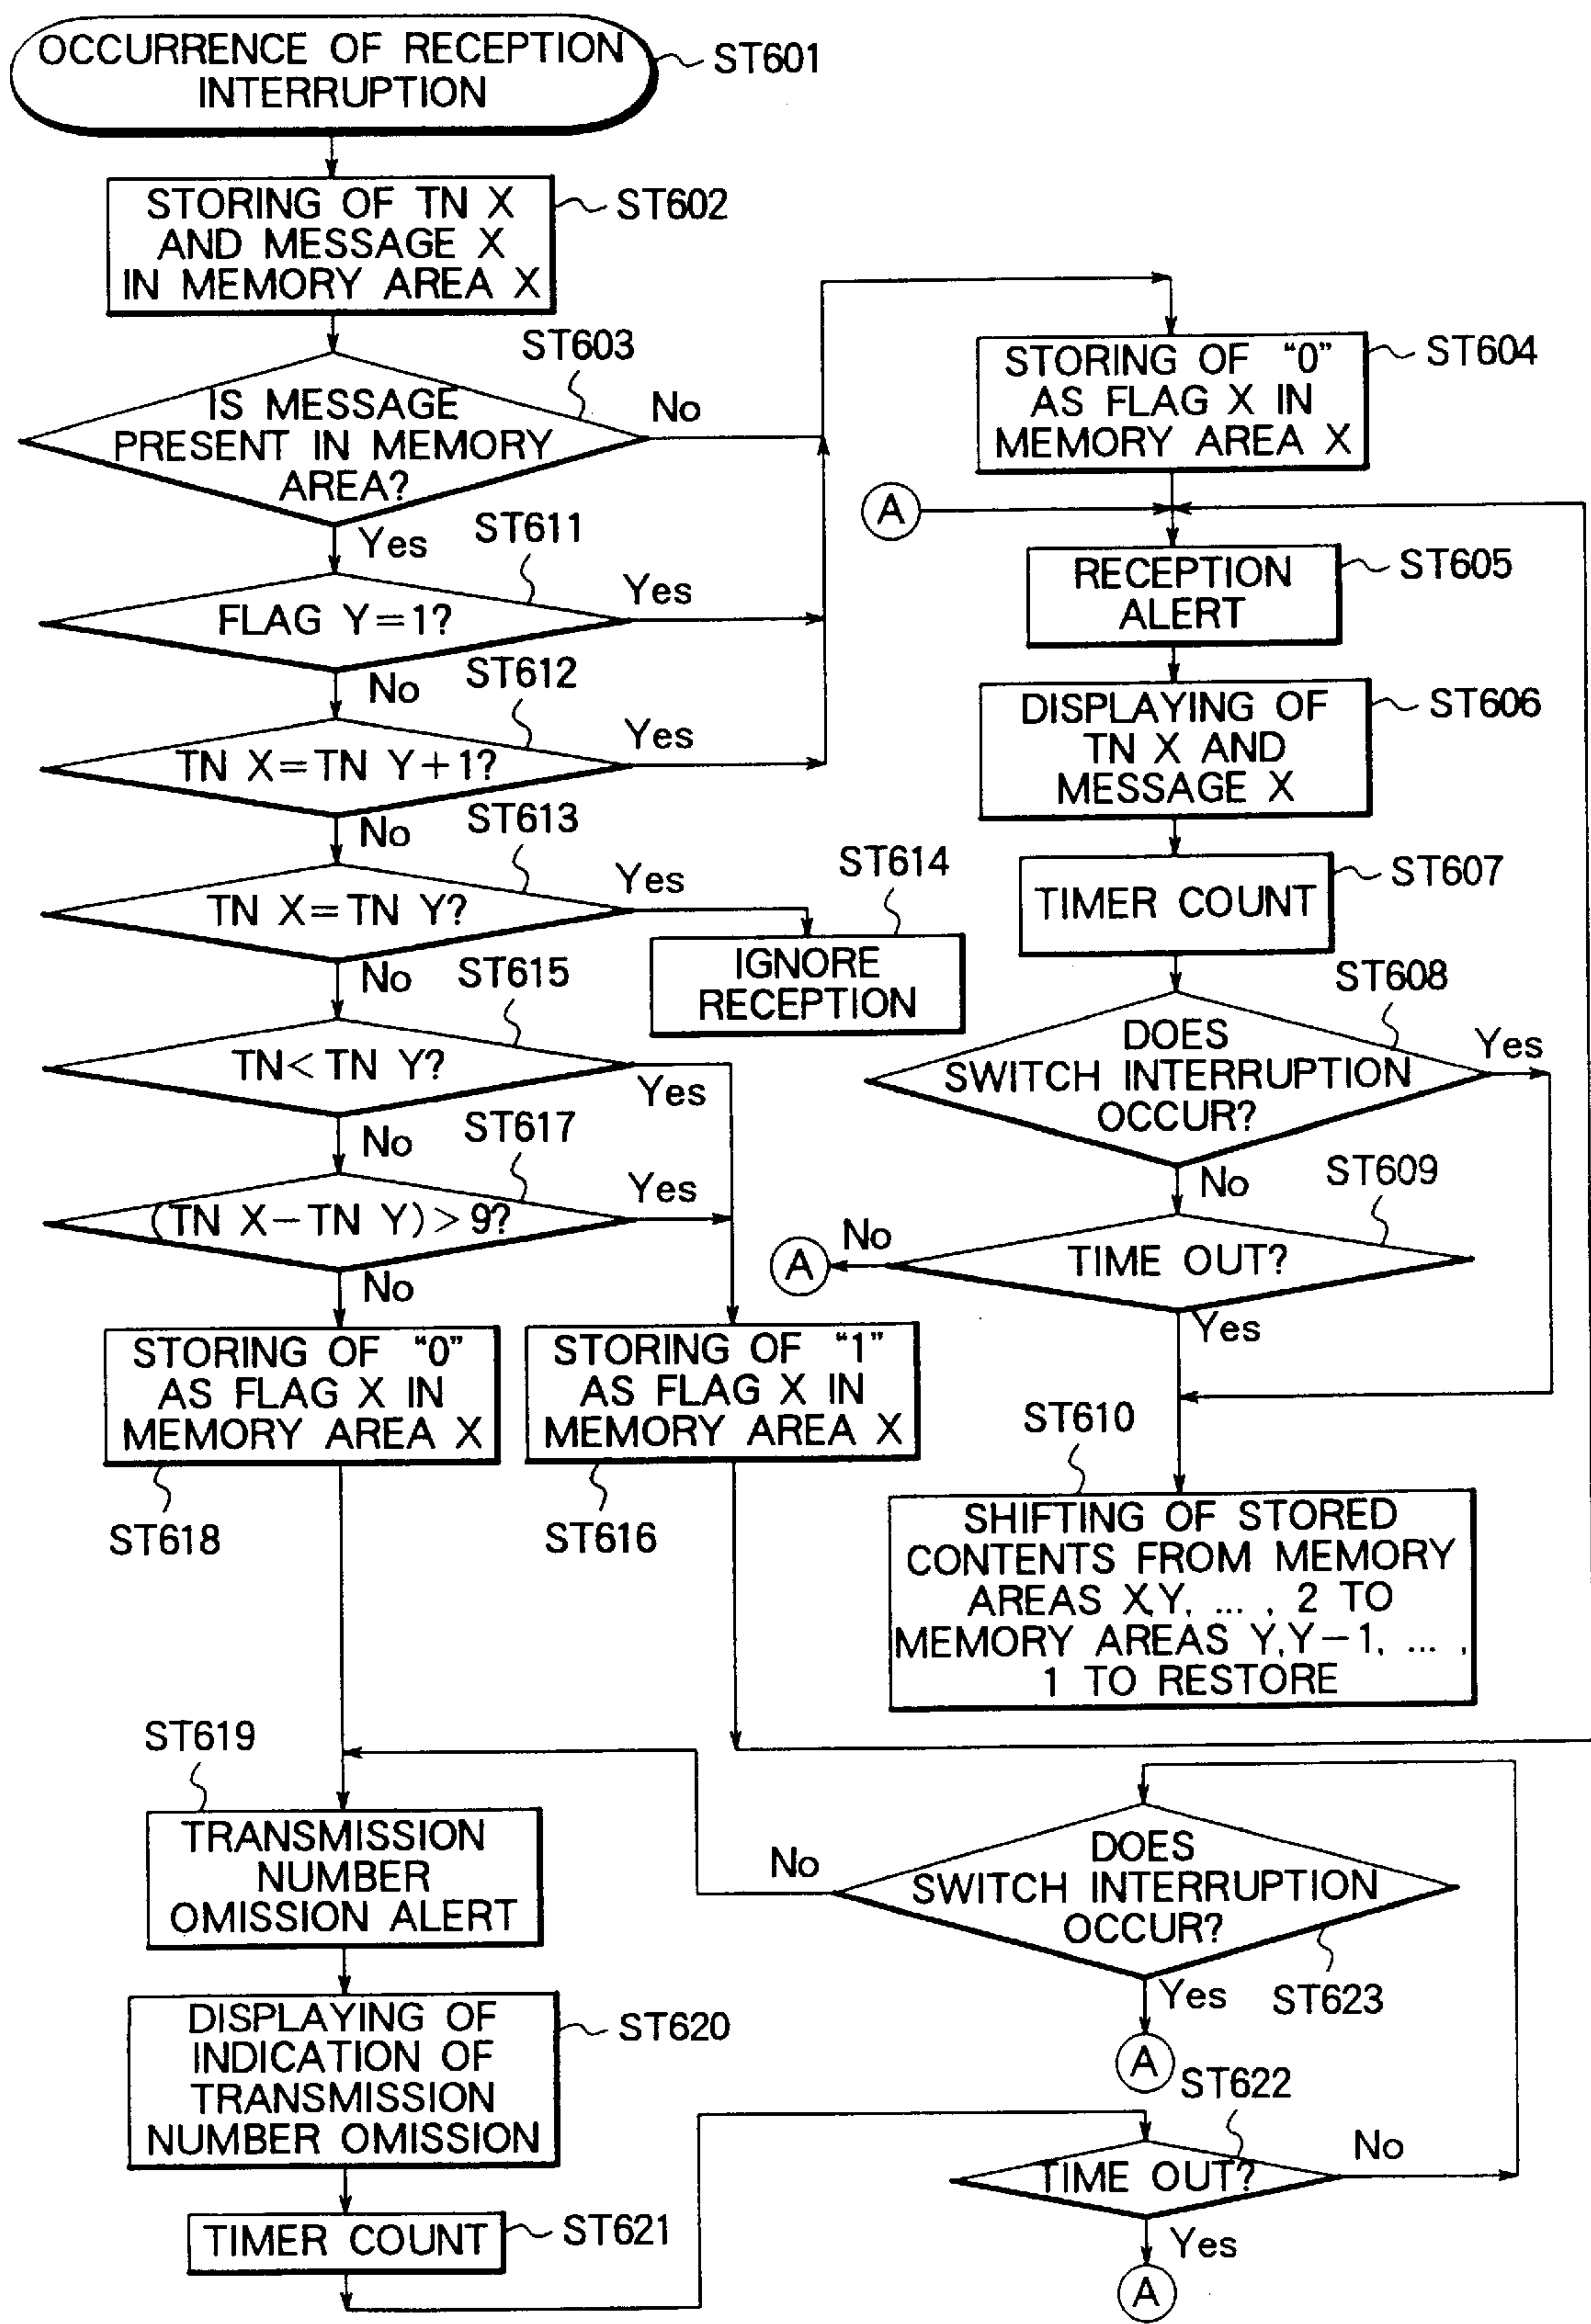 OCCURRENCE OF RECEPTION
INTERRUPTION
ST601
STORING OF TN X
AND MESSAGE X
IN MEMORY AREA X
ST602
ST603
IS MESSAGE
PRESENT IN MEMORY
AREA?
No
Yes
ST611
FLAG Y=1?
Yes
No
ST612
TN X=TN Y+1?
Yes
No
ST613
TN X=TN Y?
Yes
ST614
IGNORE
RECEPTION
No
ST615
TN<TN Y?
Yes
No
ST617
(TN X-TN Y)>9?
Yes
No
STORING OF "0"
AS FLAG X IN
MEMORY AREA X
ST618
STORING OF "1"
AS FLAG X IN
MEMORY AREA X
ST616
STORING OF "0"
AS FLAG X IN
MEMORY AREA X
ST604
A
RECEPTION
ALERT
ST605
DISPLAYING OF
TN X AND
MESSAGE X
ST606
TIMER COUNT
ST607
ST608
DOES
SWITCH INTERRUPTION
OCCUR?
Yes
No
ST609
TIME OUT?
No
A
Yes
ST610
SHIFTING OF STORED
CONTENTS FROM MEMORY
AREAS X,Y, ... , 2 TO
MEMORY AREAS Y,Y-1, ... ,
1 TO RESTORE
ST619
TRANSMISSION
NUMBER
OMISSION ALERT
DISPLAYING OF
INDICATION OF
TRANSMISSION
NUMBER OMISSION
ST620
TIMER COUNT
ST621
DOES
SWITCH INTERRUPTION
OCCUR?
No
Yes
ST623
A
ST622
TIME OUT?
No
Yes
A